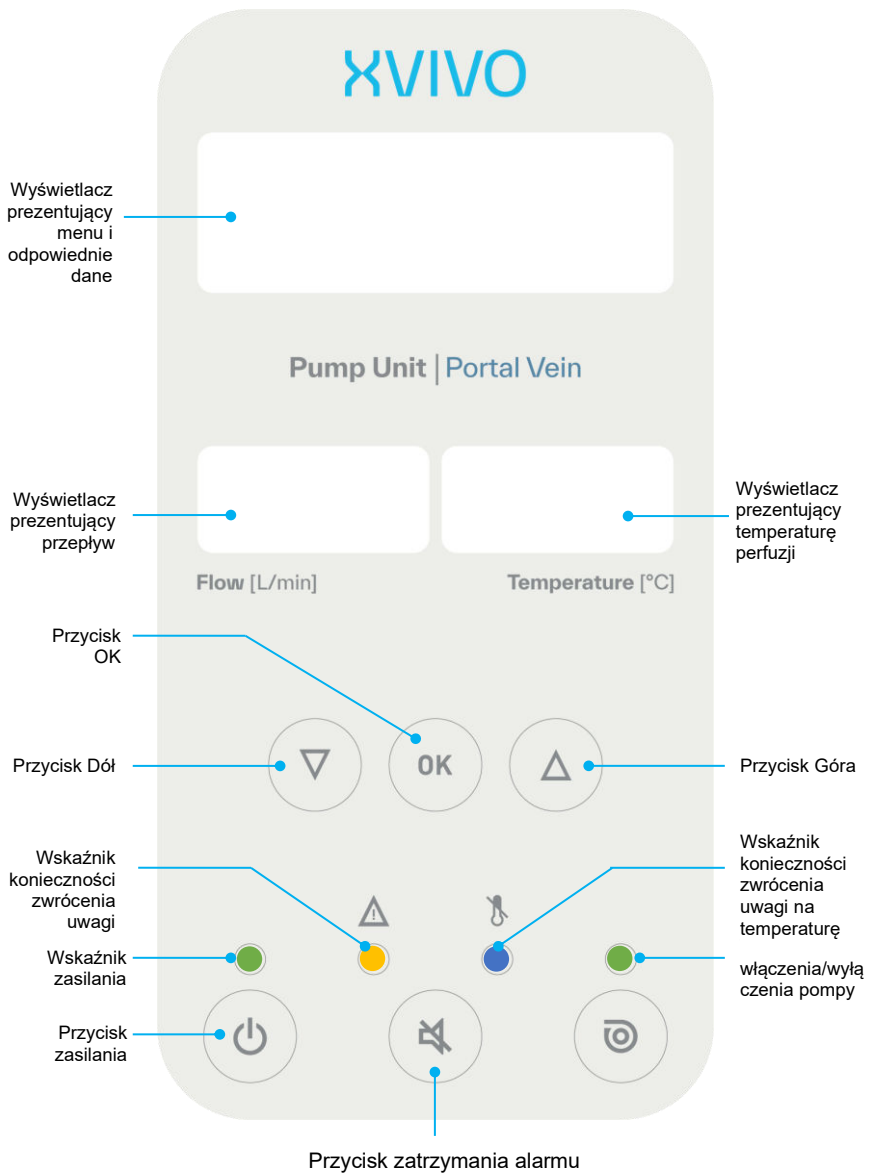 XVIVO
Wyświetlacz
prezentujący
menu i
odpowiednie
dane
Pump Unit | Portal Vein
Wyświetlacz
prezentujący
przepływ
Wyświetlacz
prezentujący
temperaturę
perfuzji
Flow [L/min]
Temperature [°C]
Przycisk
OK
Przycisk Dół
OK
Przycisk Góra
Wskaźnik
konieczności
zwrócenia
uwagi
Wskaźnik
konieczności
zwrócenia
uwagi na
temperaturę
Wskaźnik
zasilania
włączenia/wyłą
czenia pompy
Przycisk
zasilania
Przycisk zatrzymania alarmu